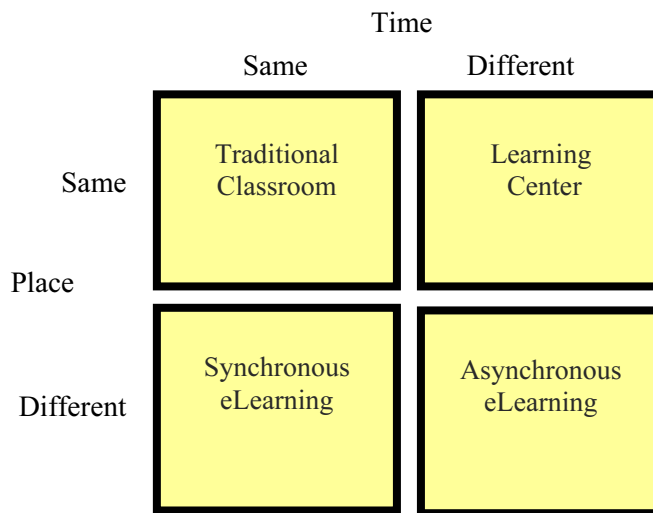 Time
Same
Different
Same
Traditional
Classroom
Learning
Center
Place
Different
Synchronous
eLearning
Asynchronous
eLearning